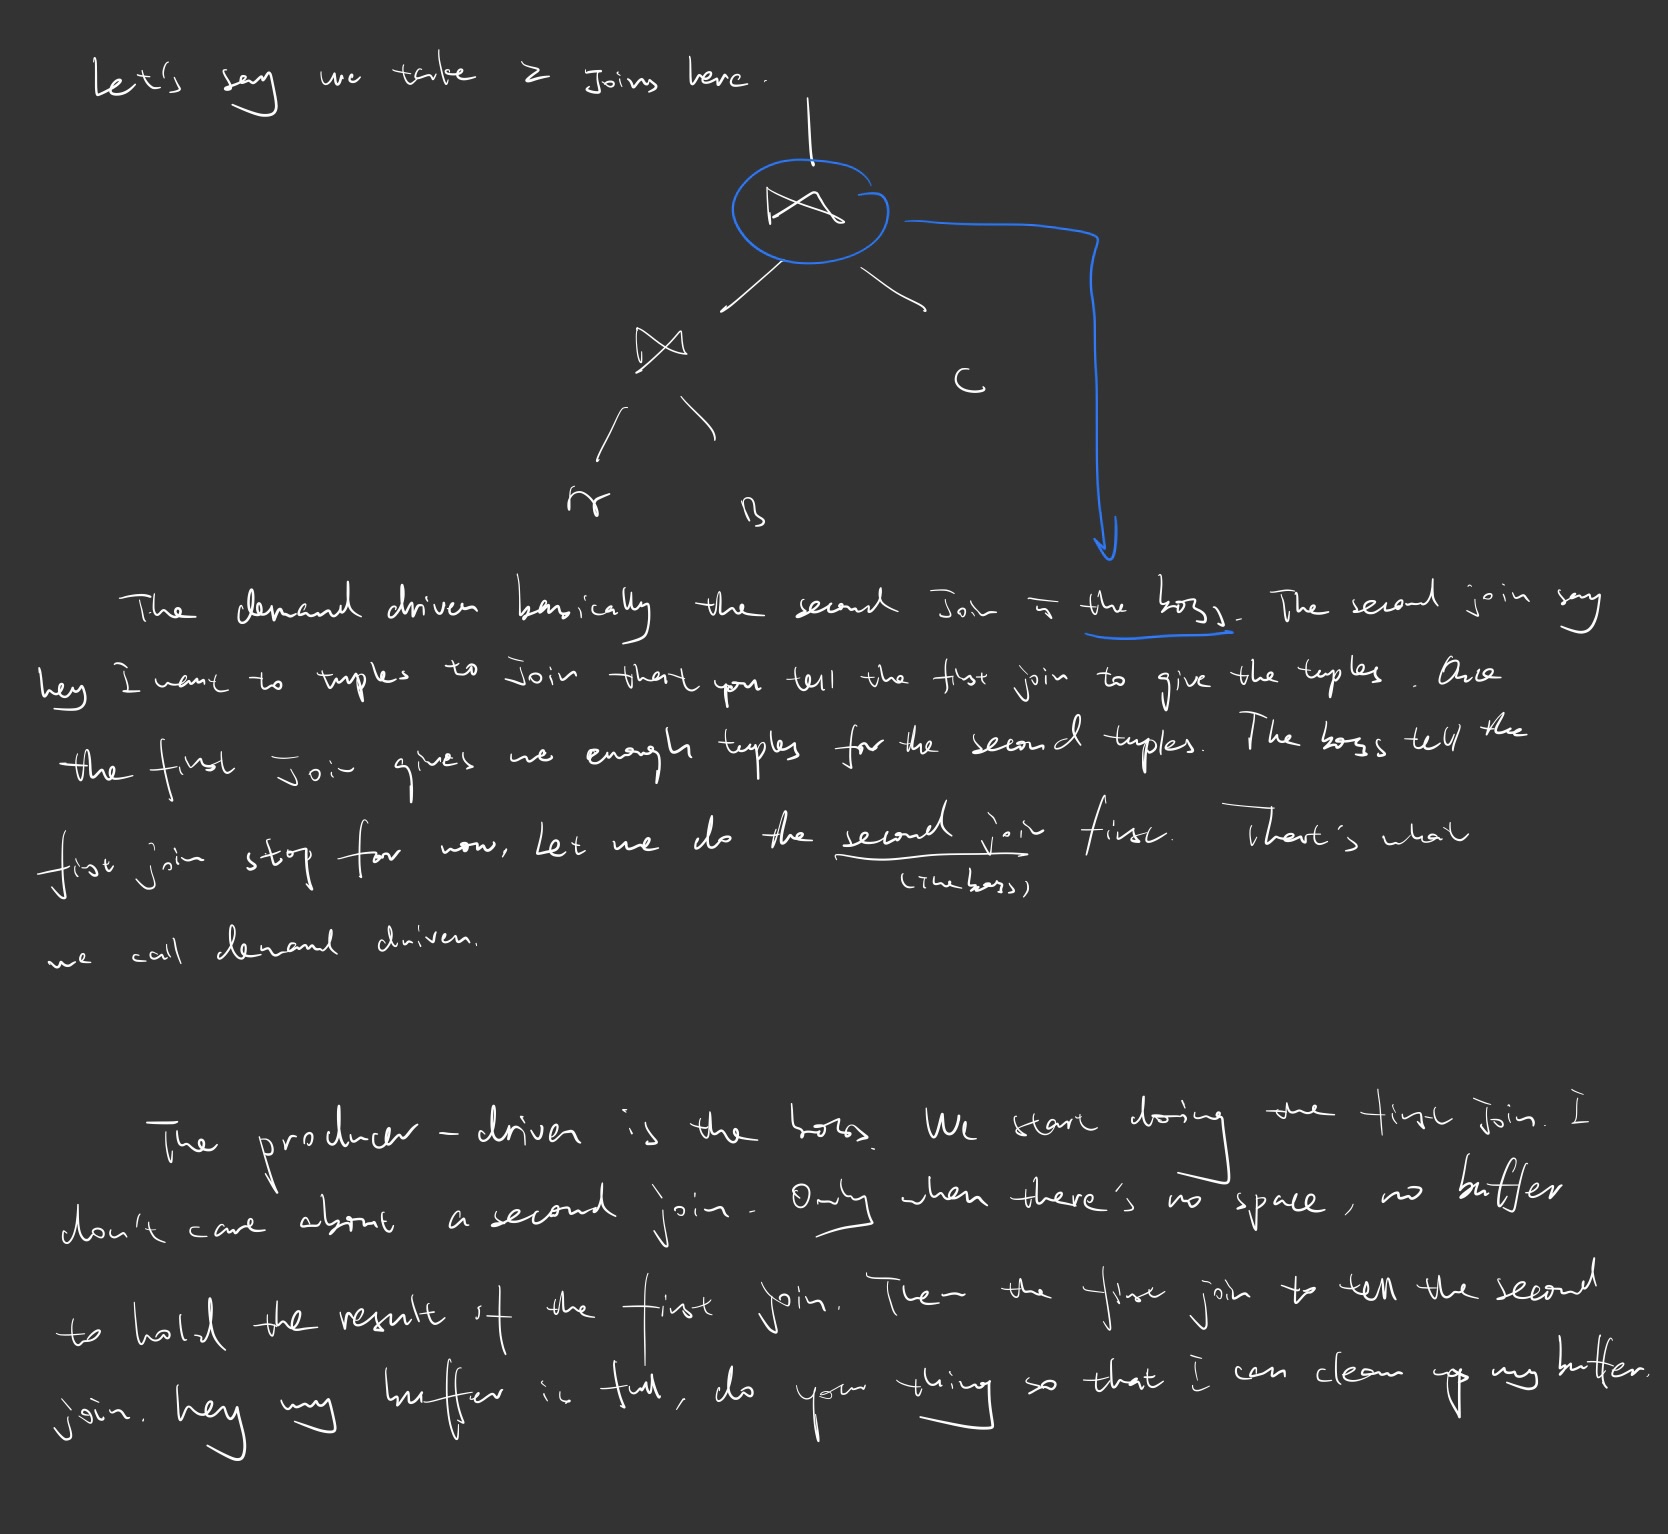 Let's say we take 2 Joins here.
⋈
⋈
C
A
B
The demand driven basically the second Join is the boss. The second join say
hey I want to tuples to Join that you tell the first join to give the tuples. Once
the first Join gives me enough tuples for the second tuples. The boss tell the
first join stop for now, Let me do the second join first. That's what
(The boss)
we call demand driven.
The producer-driven is the boss. We start doing the first Join. I
don't care about a second join. Only when there's no space, no buffer
to hold the result of the first join. Then the first join to tell the second
join. hey my buffer is full, do your thing so that I can clean up my buffer.